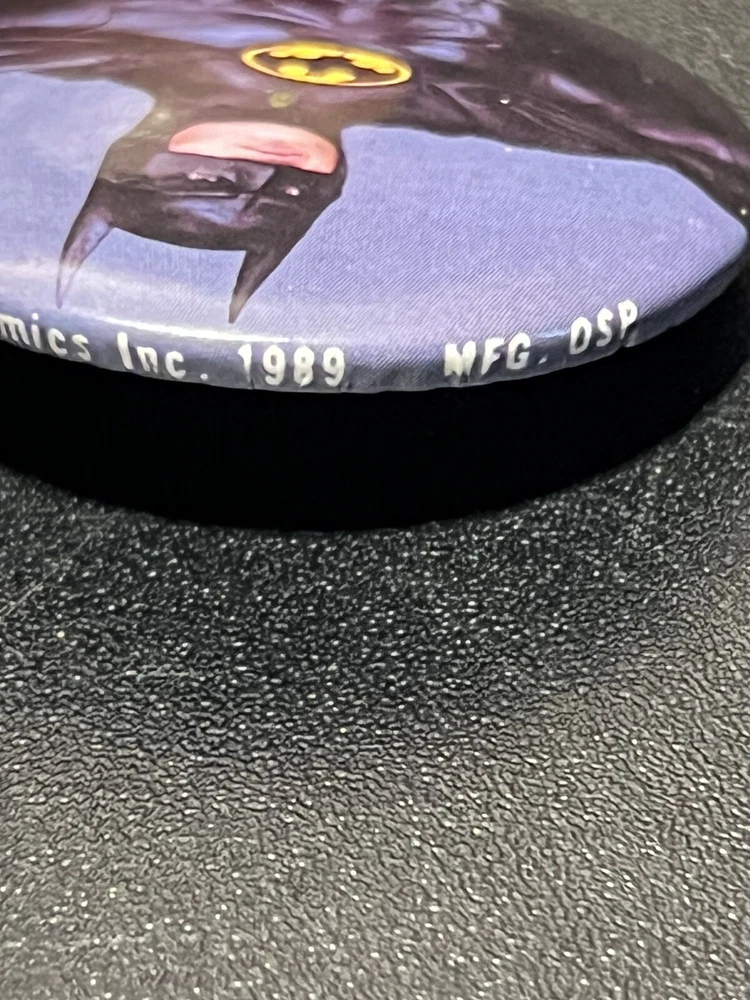 mics Inc. 1989 MFG. DSP